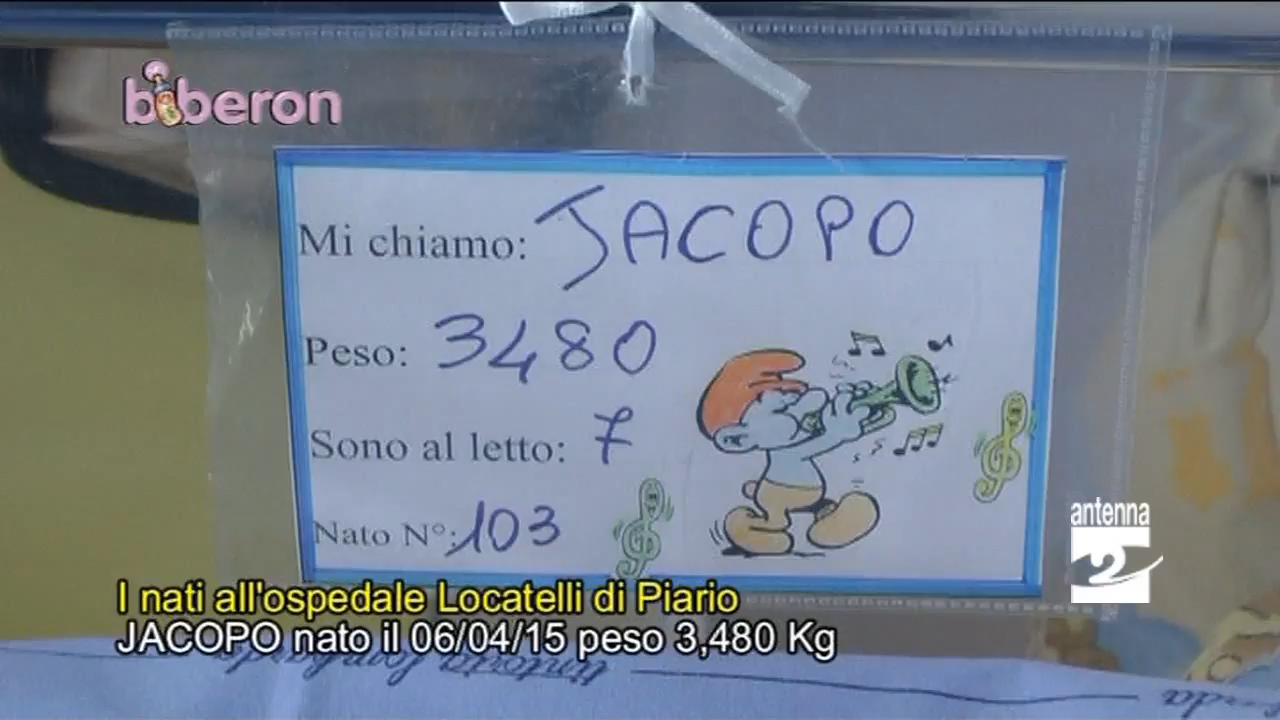 biberon
Mi chiamo: JACOPO
Peso: 3480
Sono al letto: 7
Nato N°: 103
antenna
2
I nati all'ospedale Locatelli di Piario
JACOPO nato il 06/04/15 peso 3,480 Kg